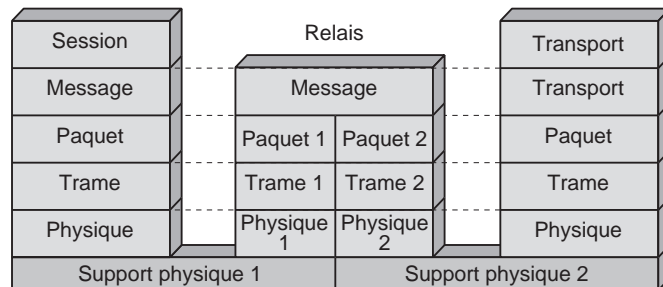 Session
Message
Paquet
Trame
Physique
Relais
Message
Paquet 1
Paquet 2
Trame 1
Trame 2
Physique
1
Physique
2
Transport
Transport
Paquet
Trame
Physique
Support physique 1
Support physique 2